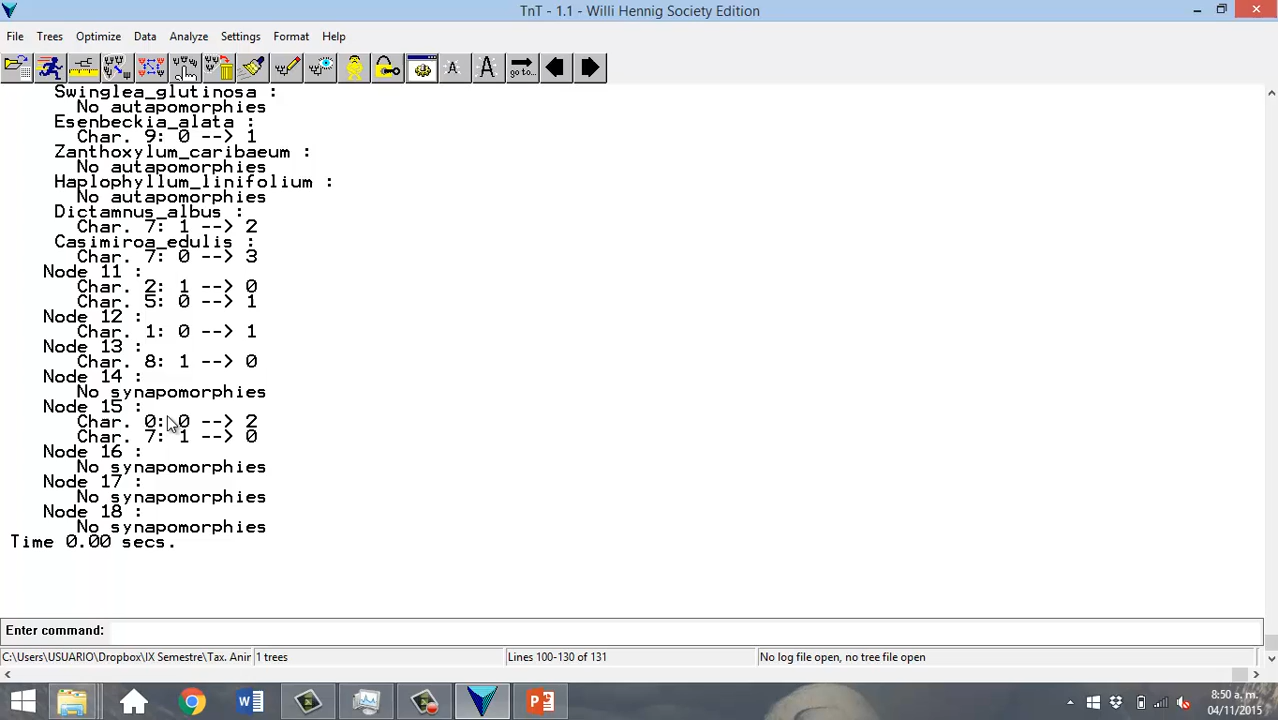 TnT - 1.1 - Willi Hennig Society Edition
File Trees Optimize Data Analyze Settings Format Help
A A go to...
Swinglea_glutinosa :
No autapomorphies
Esenbeckia_alata :
Char. 9: 0 --> 1
Zanthoxylum_caribaeum :
No autapomorphies
Haplophyllum_linifolium :
No autapomorphies
Dictamnus_albus :
Char. 7: 1 --> 2
Casimiroa_edulis :
Char. 7: 0 --> 3
Node 11 :
Char. 2: 1 --> 0
Char. 5: 0 --> 1
Node 12 :
Char. 1: 0 --> 1
Node 13 :
Char. 8: 1 --> 0
Node 14 :
No synapomorphies
Node 15 :
Char. 0: 0 --> 2
Char. 7: 1 --> 0
Node 16 :
No synapomorphies
Node 17 :
No synapomorphies
Node 18 :
No synapomorphies
Time 0.00 secs.
Enter command:
C:\Users\USUARIO\Dropbox\IX Semestre\Tax. Anir 1 trees Lines 100-130 of 131 No log file open, no tree file open
8:50 a. m.
04/11/2015